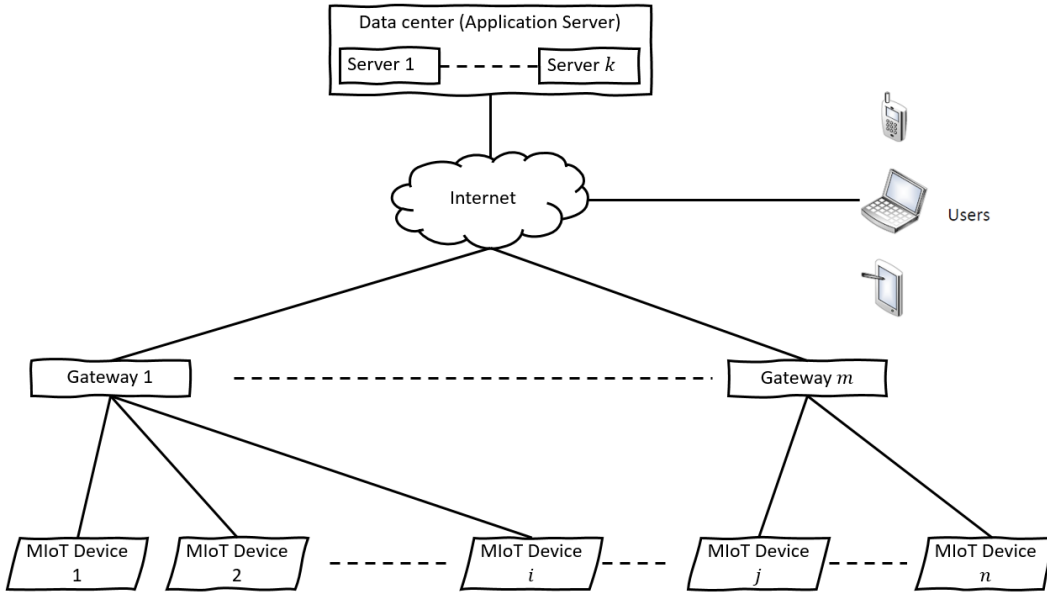 Data center (Application Server)
Server 1
Server k
Internet
Users
Gateway 1
Gateway m
MIoT Device
1
MIoT Device
2
MIoT Device
i
MIoT Device
j
MIoT Device
n